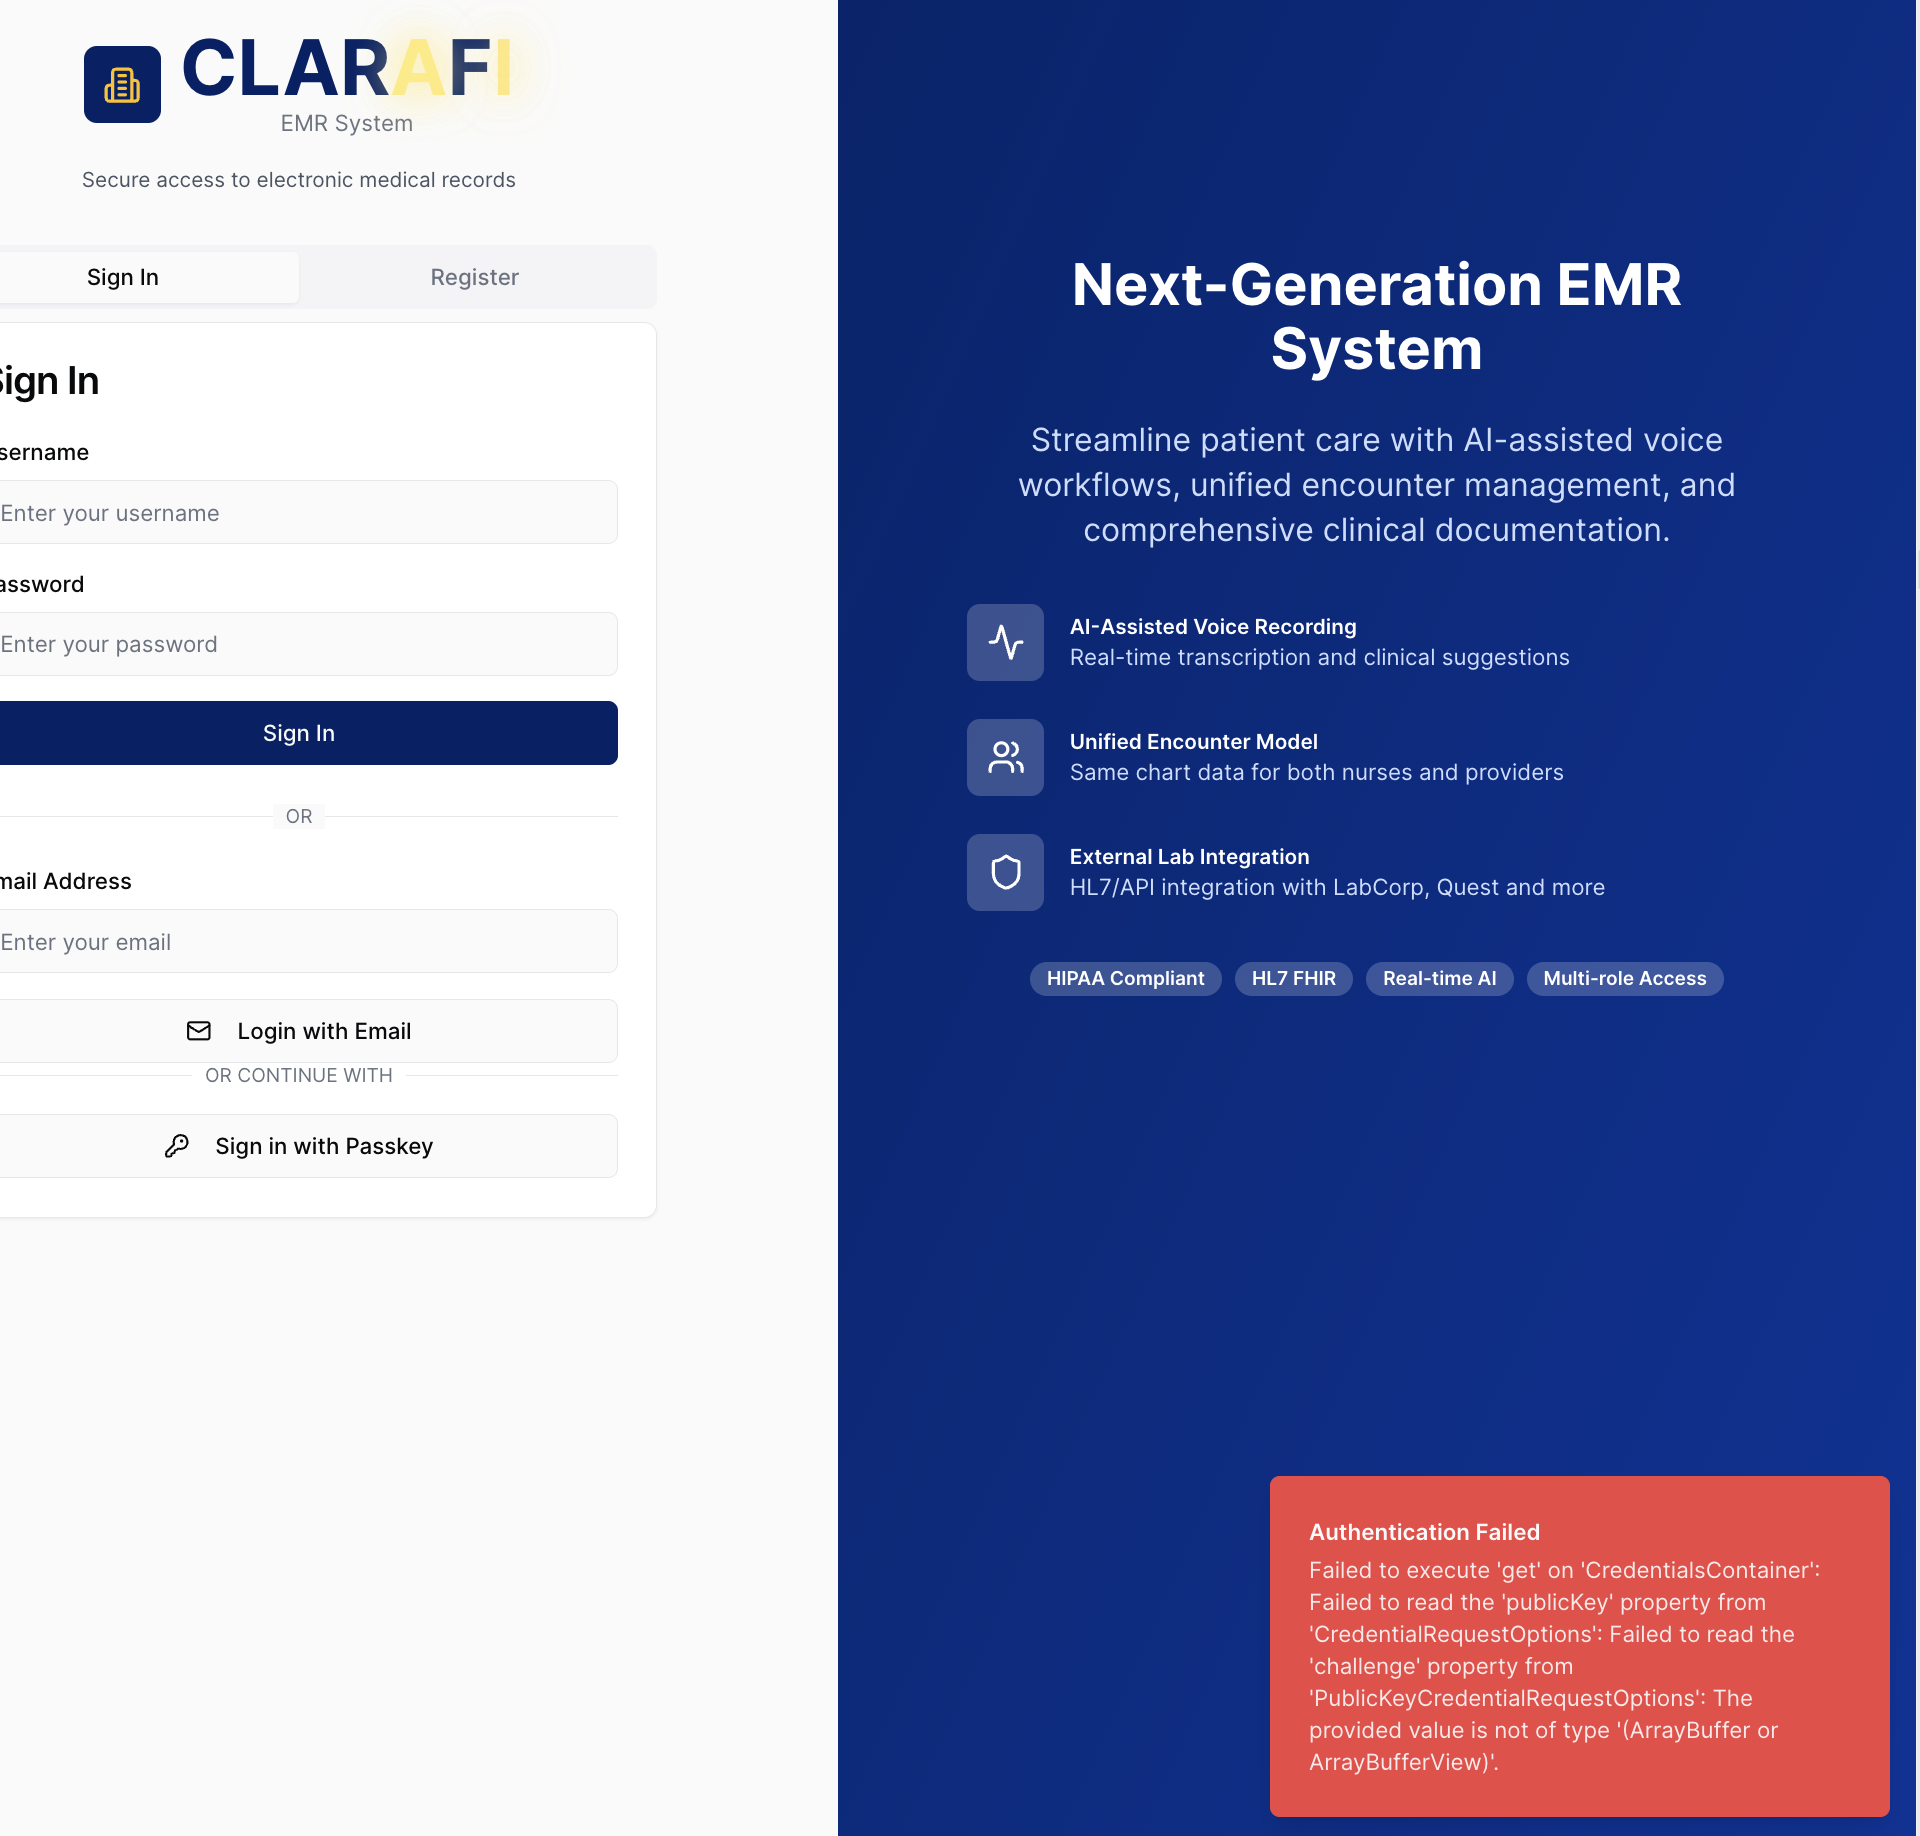 CLARAFI
EMR System
Secure access to electronic medical records
Sign In
Register
Sign In
sername
Enter your username
assword
Enter your password
Sign In
OR
mail Address
Enter your email
Login with Email
OR CONTINUE WITH
Sign in with Passkey
Next-Generation EMR
System
Streamline patient care with AI-assisted voice
workflows, unified encounter management, and
comprehensive clinical documentation.
AI-Assisted Voice Recording
Real-time transcription and clinical suggestions
Unified Encounter Model
Same chart data for both nurses and providers
External Lab Integration
HL7/API integration with LabCorp, Quest and more
HIPAA Compliant
HL7 FHIR
Real-time AI
Multi-role Access
Authentication Failed
Failed to execute 'get' on 'CredentialsContainer':
Failed to read the 'publicKey' property from
'CredentialRequestOptions': Failed to read the
'challenge' property from
'PublicKeyCredentialRequestOptions': The
provided value is not of type '(ArrayBuffer or
ArrayBufferView)'.